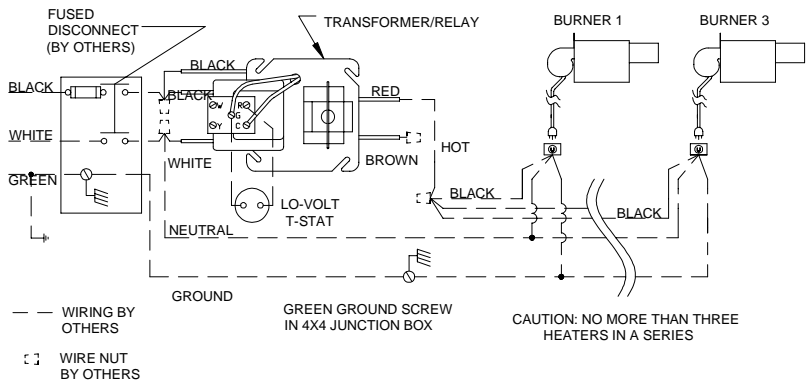 FUSED
DISCONNECT
(BY OTHERS)
TRANSFORMER/RELAY
BURNER 1
BURNER 3
BLACK
BLACK
BLACK
W
R
G
Y
C
RED
WHITE
WHITE
BROWN
HOT
GREEN
LO-VOLT
T-STAT
BLACK
BLACK
NEUTRAL
GROUND
GREEN GROUND SCREW
IN 4X4 JUNCTION BOX
CAUTION: NO MORE THAN THREE
HEATERS IN A SERIES
WIRING BY
OTHERS
WIRE NUT
BY OTHERS